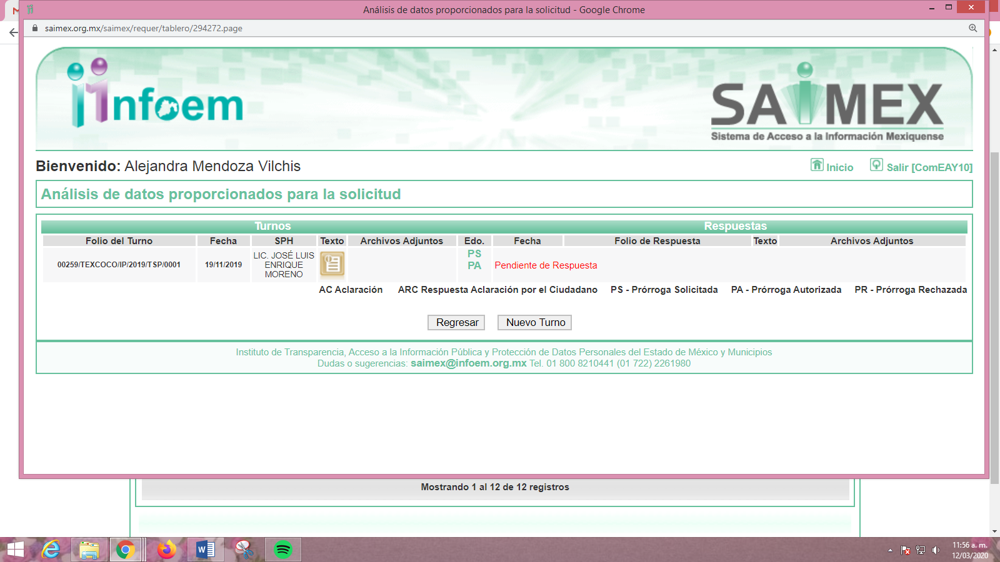 Análisis de datos proporcionados para la solicitud - Google Chrome
saimex.org.mx/saimex/requer/tablero/294272.page
infoem
SAIMEX
Sistema de Acceso a la Información Mexiquense
Bienvenido: Alejandra Mendoza Vilchis
Inicio Salir [ComEAY10]
Análisis de datos proporcionados para la solicitud
Turnos Respuestas
Folio del Turno Fecha SPH Texto Archivos Adjuntos Edo. Fecha Folio de Respuesta Texto Archivos Adjuntos
00259/TEXCOCO/IP/2019/TSP/0001 19/11/2019 LIC. JOSÉ LUIS ENRIQUE MORENO PS PA Pendiente de Respuesta
AC Aclaración ARC Respuesta Aclaración por el Ciudadano PS - Prórroga Solicitada PA - Prórroga Autorizada PR - Prórroga Rechazada
Regresar Nuevo Turno
Instituto de Transparencia, Acceso a la Información Pública y Protección de Datos Personales del Estado de México y Municipios
Dudas o sugerencias: saimex@infoem.org.mx Tel. 01 800 8210441 (01 722) 2261980
Mostrando 1 al 12 de 12 registros
11:56 a. m.
12/03/2020